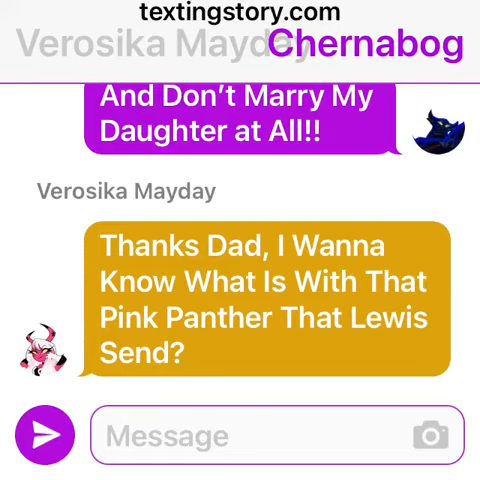 textingstory.com
Verosika Mayday
Chernabog
And Don’t Marry My
Daughter at All!!
Verosika Mayday
Thanks Dad, I Wanna
Know What Is With That
Pink Panther That Lewis
Send?
Message